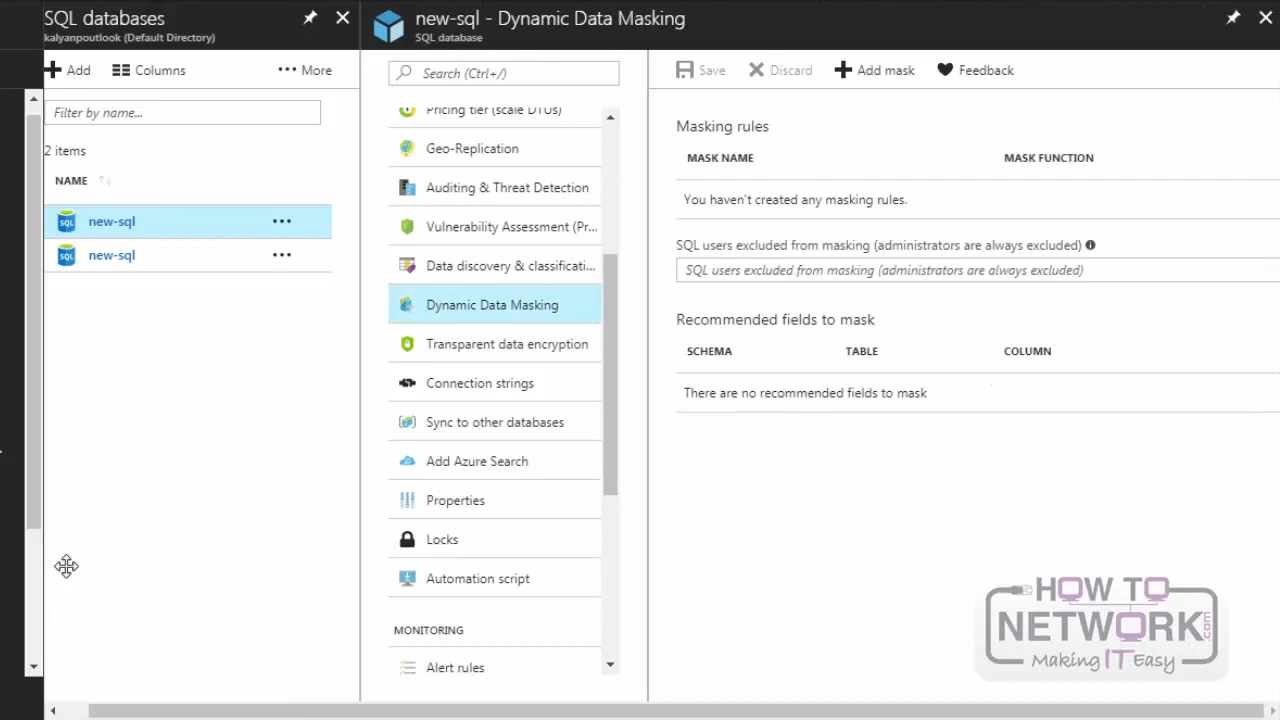 SQL databases
kalyanpoutlook (Default Directory)
Add
Columns
More
Filter by name...
2 items
NAME
new-sql
new-sql
new-sql - Dynamic Data Masking
SQL database
Search (Ctrl+/)
Pricing tier (scale DTUs)
Geo-Replication
Auditing & Threat Detection
Vulnerability Assessment (Pr...
Data discovery & classificati...
Dynamic Data Masking
Transparent data encryption
Connection strings
Sync to other databases
Add Azure Search
Properties
Locks
Automation script
MONITORING
Alert rules
Save
Discard
Add mask
Feedback
Masking rules
MASK NAME MASK FUNCTION
You haven't created any masking rules.
SQL users excluded from masking (administrators are always excluded)
SQL users excluded from masking (administrators are always excluded)
Recommended fields to mask
SCHEMA TABLE COLUMN
There are no recommended fields to mask
HOW TO
NETWORK.com
Making IT Easy